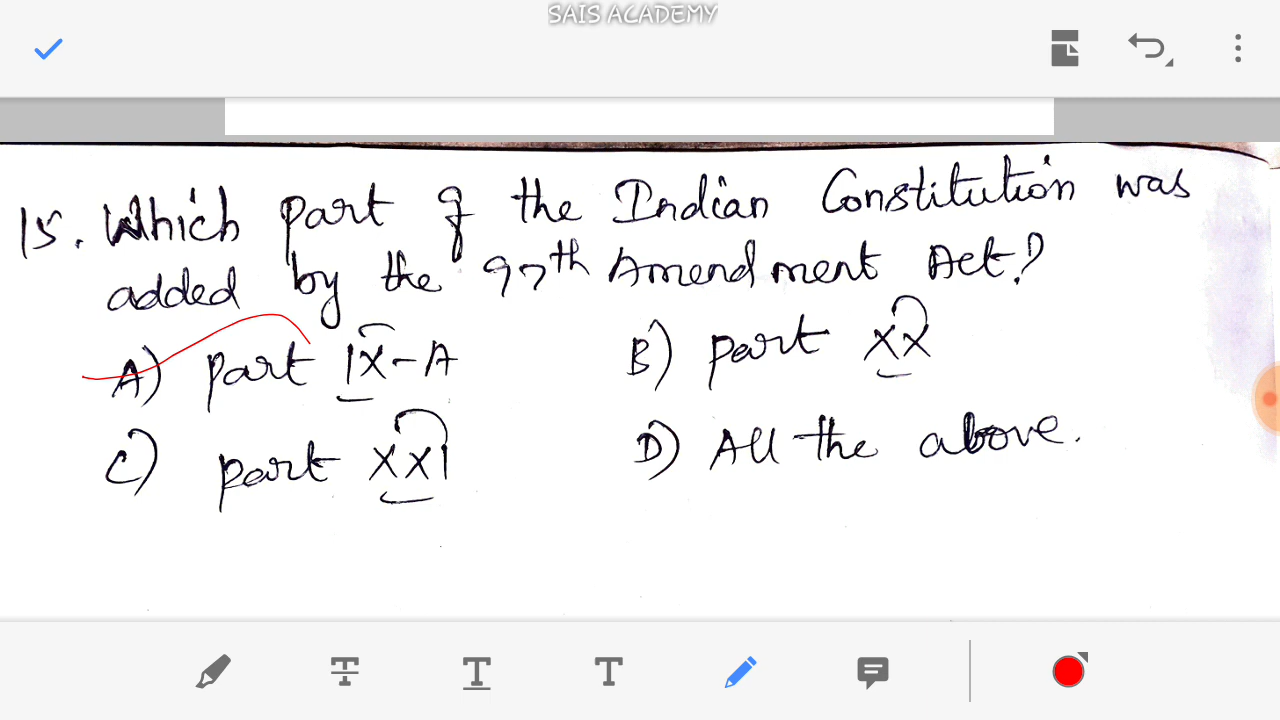 SAIS ACADEMY
15. Which part of the Indian Constitution was
added by the 97th Amendment Act?
A) part IX-A B) part XX
C) part XXI D) All the above.